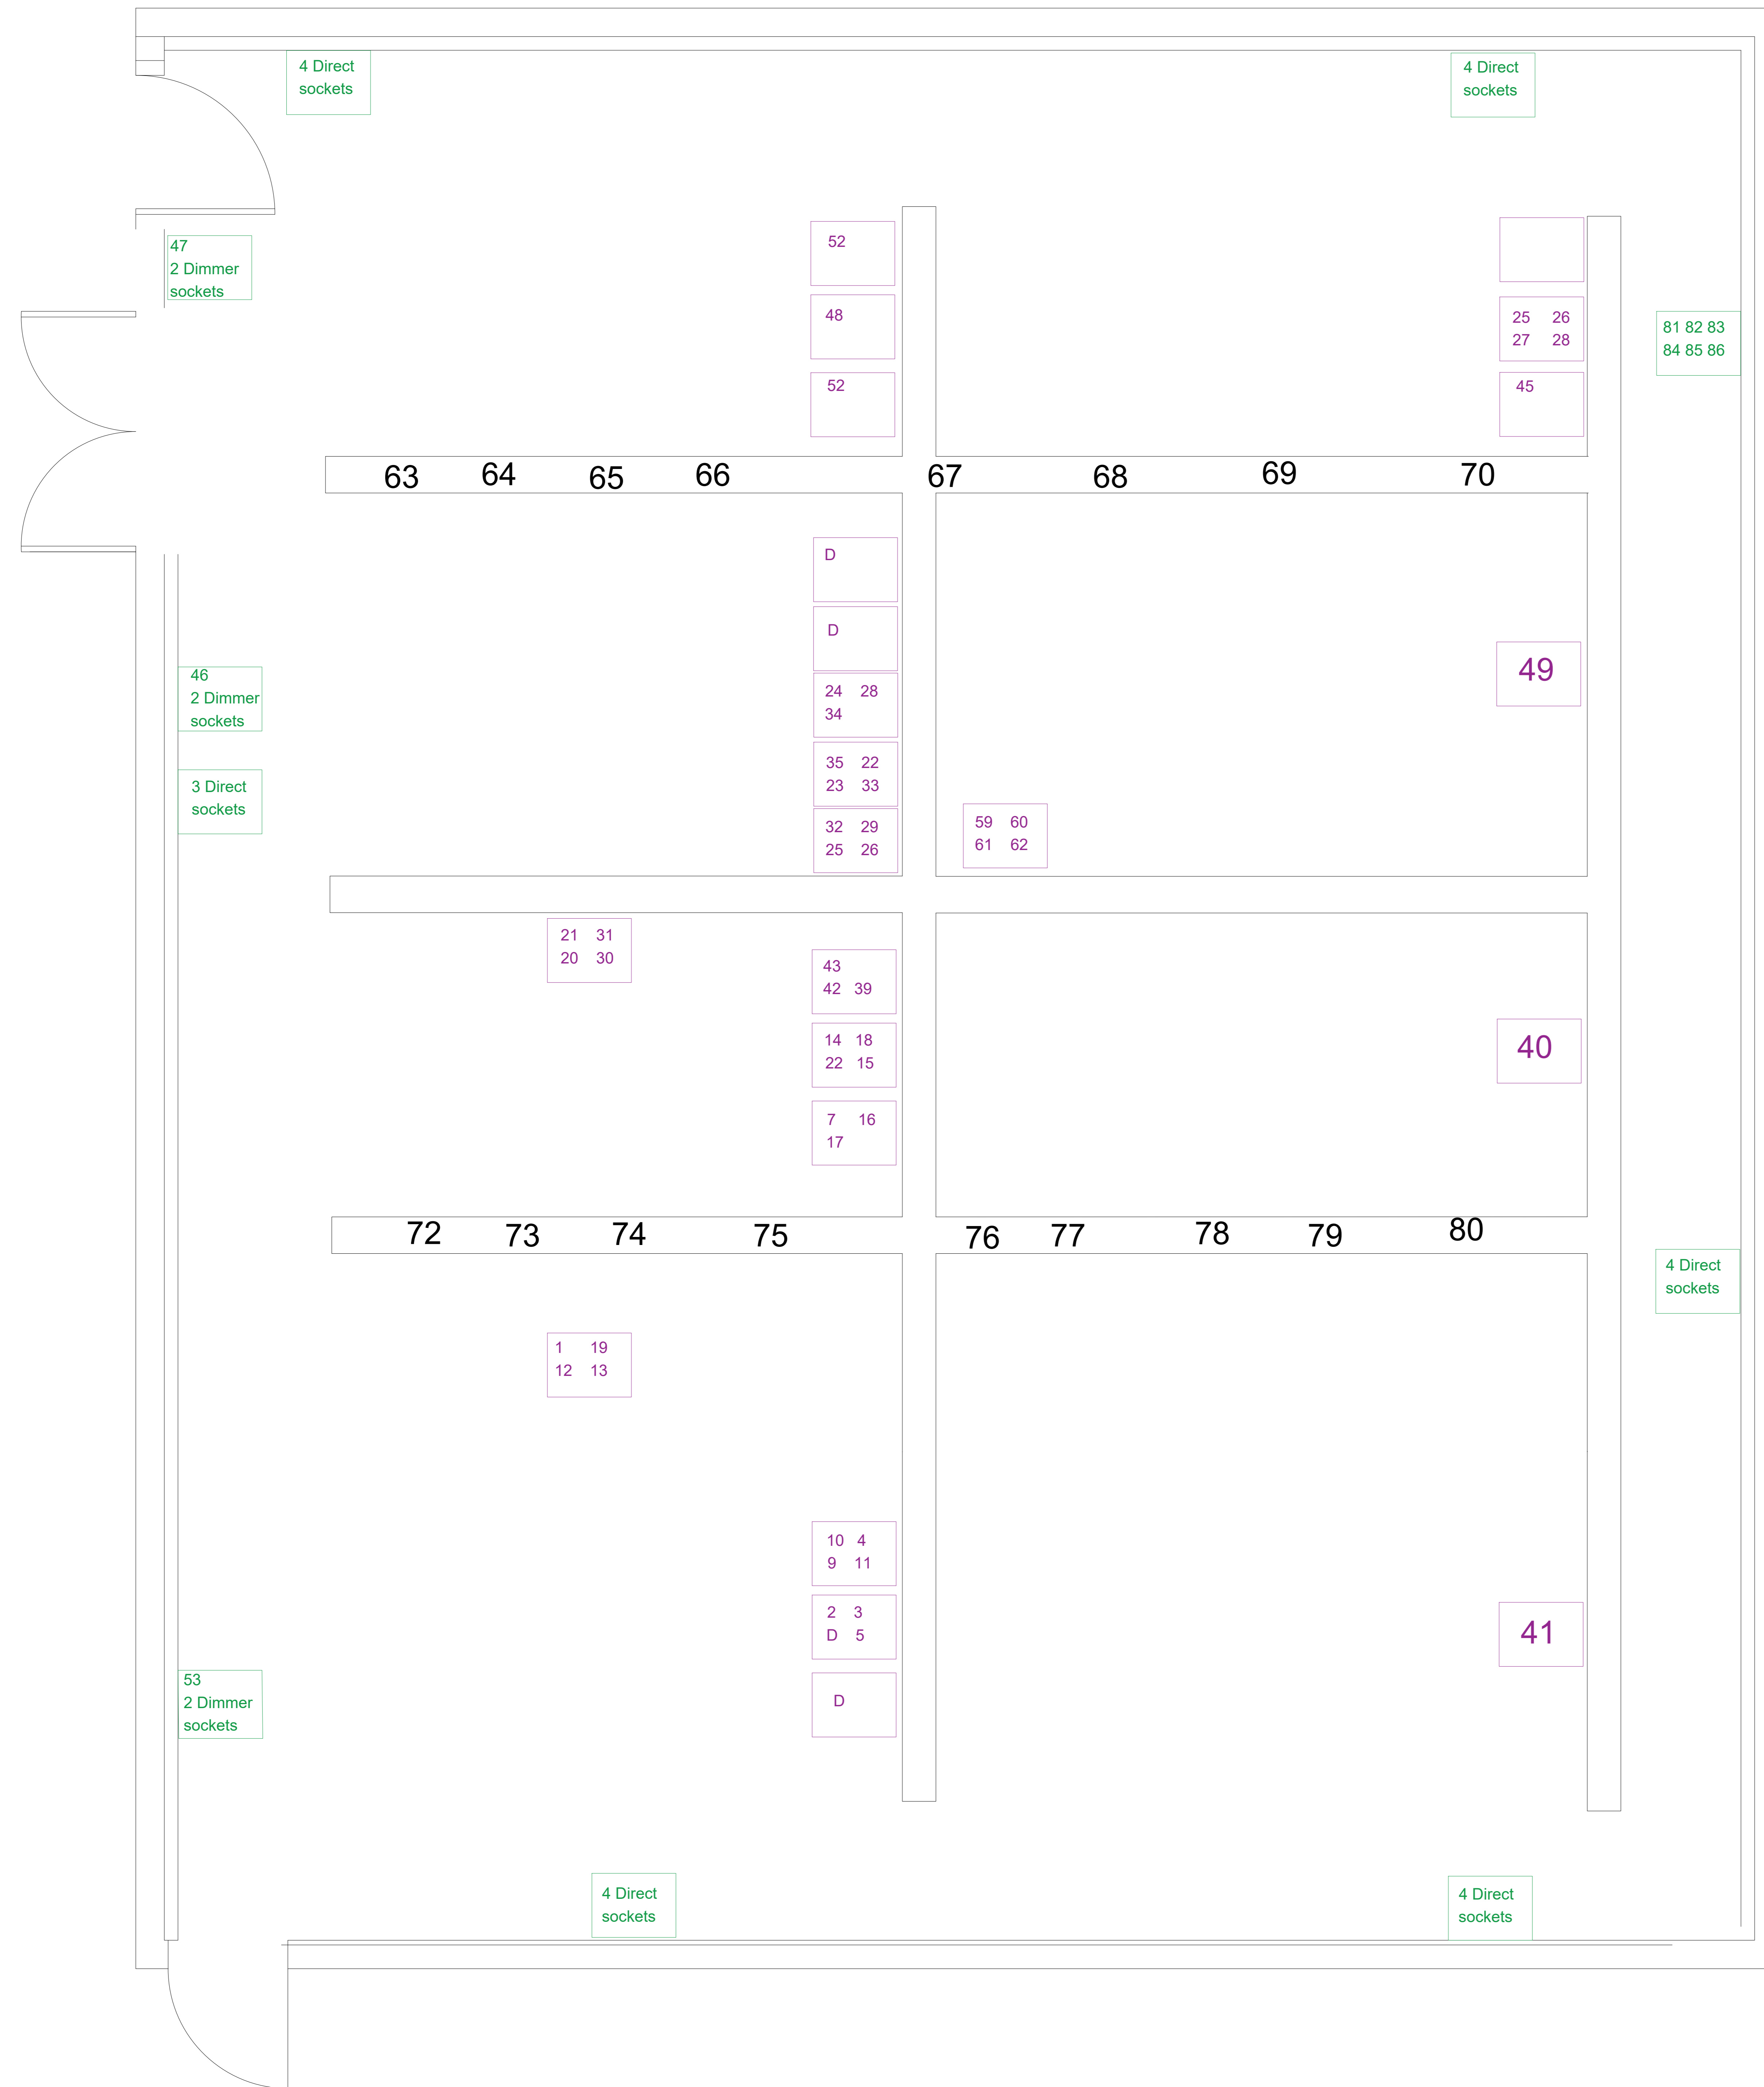 4 Direct
sockets
4 Direct
sockets
47
2 Dimmer
sockets
52
48
52
25 26
27 28
45
81 82 83
84 85 86
63 64 65 66 67 68 69 70
D
D
24 28
34
35 22
23 33
32 29
25 26
46
2 Dimmer
sockets
3 Direct
sockets
49
59 60
61 62
21 31
20 30
43
42 39
14 18
22 15
7 16
17
40
72 73 74 75 76 77 78 79 80
4 Direct
sockets
1 19
12 13
10 4
9 11
2 3
D 5
D
41
53
2 Dimmer
sockets
4 Direct
sockets
4 Direct
sockets